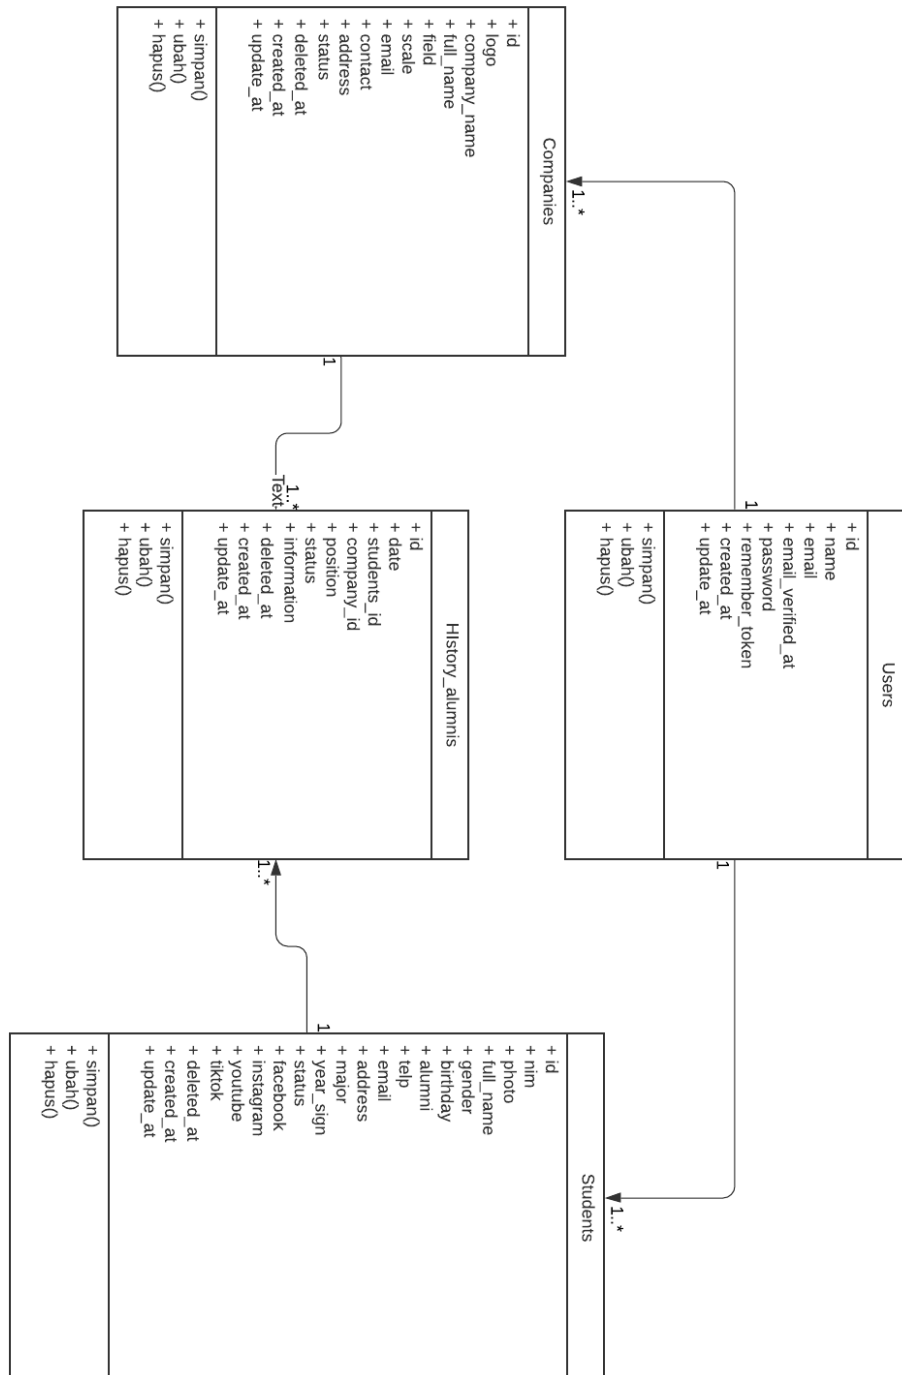 Users
+ id
+ name
+ email
+ email_verified_at
+ password
+ remember_token
+ created_at
+ update_at
+ simpan()
+ ubah()
+ hapus()
1
1
1..*
1..*
Companies
+ id
+ logo
+ company_name
+ full_name
+ field
+ scale
+ email
+ contact
+ address
+ status
+ deleted_at
+ created_at
+ update_at
+ simpan()
+ ubah()
+ hapus()
1
1..*
Text
HIstory_alumnis
+ id
+ date
+ students_id
+ company_id
+ position
+ status
+ information
+ deleted_at
+ created_at
+ update_at
+ simpan()
+ ubah()
+ hapus()
1..*
1
Students
+ id
+ nim
+ photo
+ full_name
+ gender
+ birthday
+ alumni
+ telp
+ email
+ address
+ major
+ year_sign
+ status
+ facebook
+ instagram
+ youtube
+ tiktok
+ deleted_at
+ created_at
+ update_at
+ simpan()
+ ubah()
+ hapus()